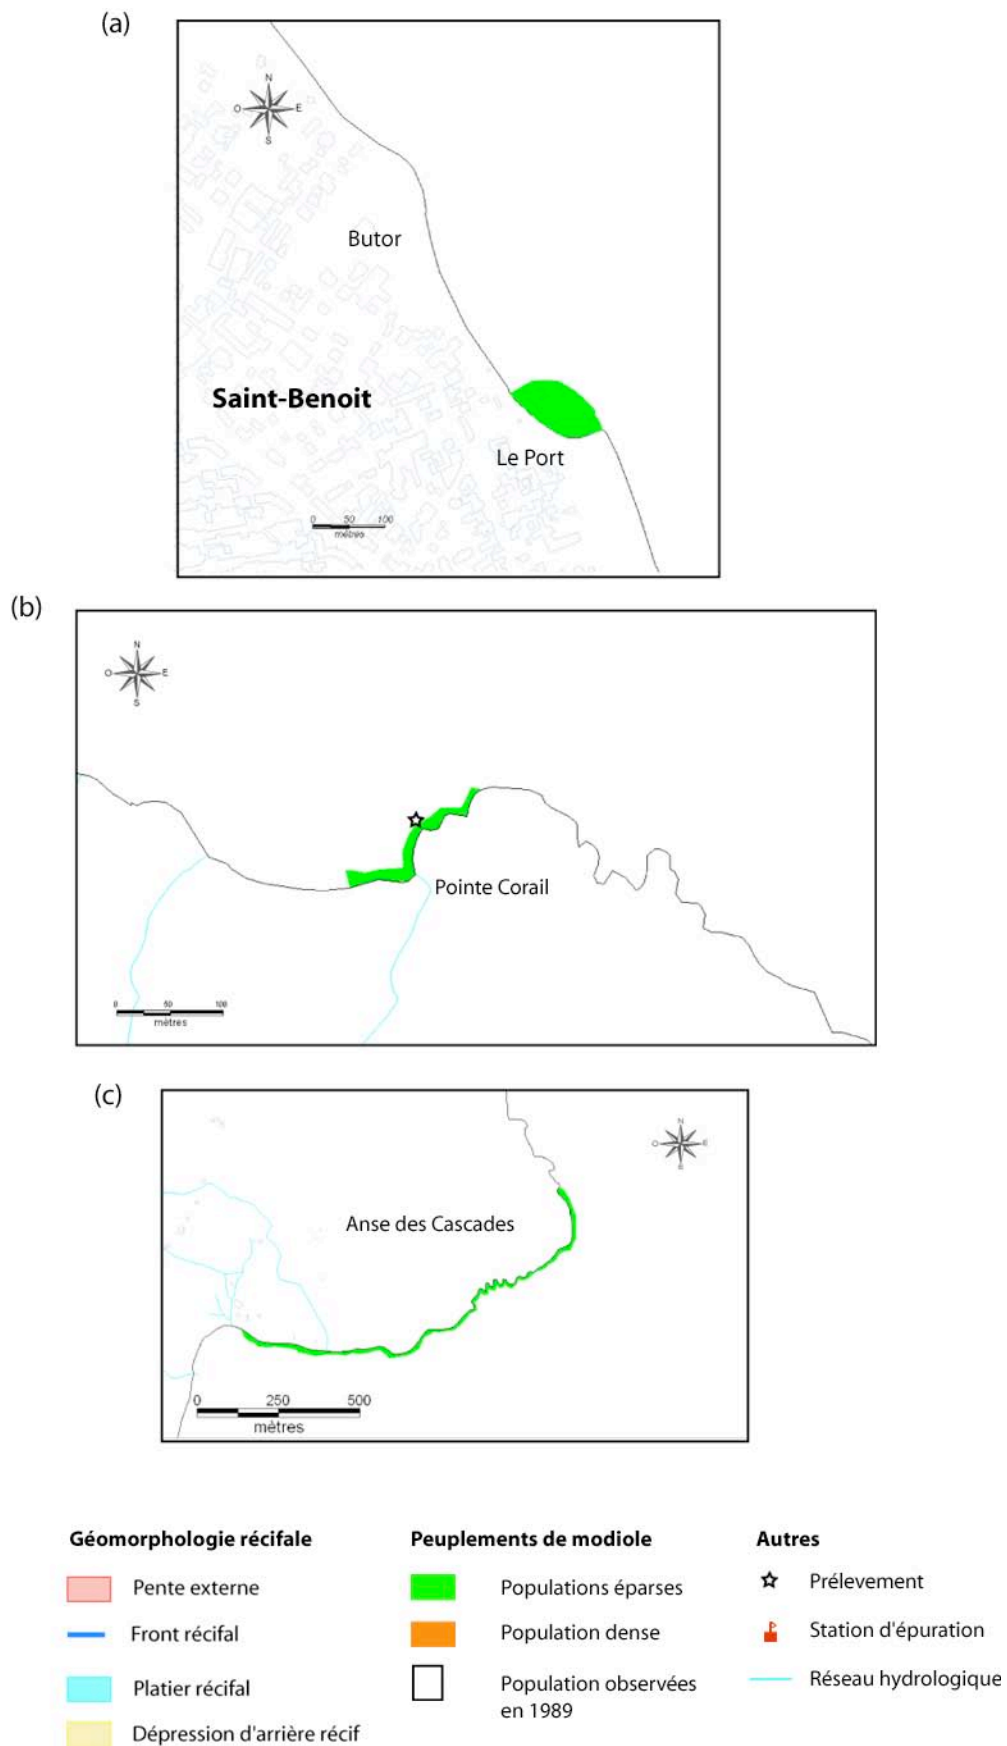 (a)
N
O
E
S
Butor
Saint-Benoit
Le Port
0 50 100
mètres
(b)
N
O
E
S
Pointe Corail
0 50 100
mètres
(c)
N
O
E
S
Anse des Cascades
0 250 500
mètres
Géomorphologie récifale
Peuplements de modiole
Autres
Pente externe
Populations éparses
Prélevement
Front récifal
Population dense
Station d'épuration
Platier récifal
Population observées
en 1989
Réseau hydrologique
Dépression d'arrière récif